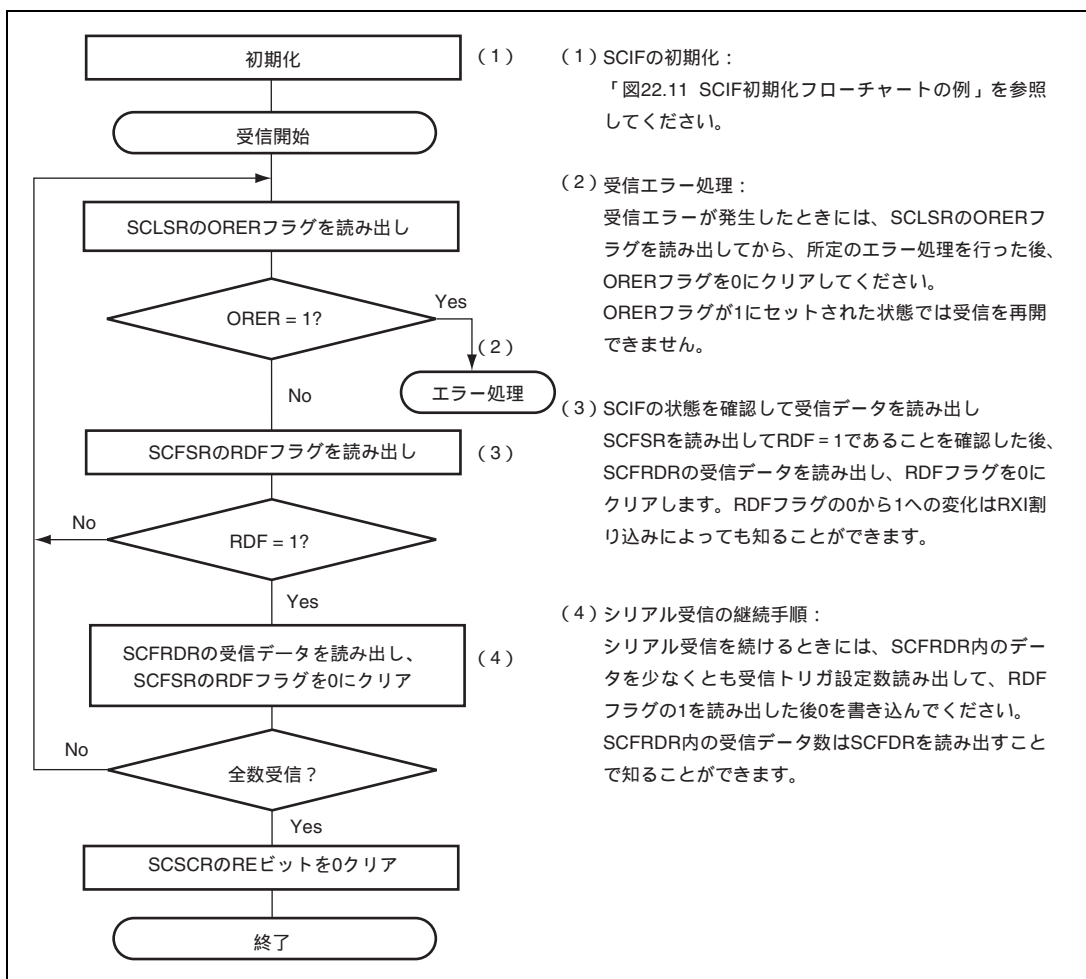 初期化
（1）
受信開始
SCLSRのORERフラグを読み出し
ORER = 1?
Yes
（2）
エラー処理
No
SCFSRのRDFフラグを読み出し
（3）
RDF = 1?
No
Yes
SCFRDRの受信データを読み出し、
SCFSRのRDFフラグを0にクリア
（4）
全数受信？
No
Yes
SCSCRのREビットを0クリア
終了
（1）SCIFの初期化：
「図22.11 SCIF初期化フローチャートの例」を参照
してください。
（2）受信エラー処理：
受信エラーが発生したときには、SCLSRのORERフ
ラグを読み出してから、所定のエラー処理を行った後、
ORERフラグを0にクリアしてください。
ORERフラグが1にセットされた状態では受信を再開
できません。
（3）SCIFの状態を確認して受信データを読み出し
SCFSRを読み出してRDF = 1であることを確認した後、
SCFRDRの受信データを読み出し、RDFフラグを0に
クリアします。RDFフラグの0から1への変化はRXI割
り込みによっても知ることができます。
（4）シリアル受信の継続手順：
シリアル受信を続けるときには、SCFRDR内のデー
タを少なくとも受信トリガ設定数読み出して、RDF
フラグの1を読み出した後0を書き込んでください。
SCFRDR内の受信データ数はSCFDRを読み出すこと
で知ることができます。